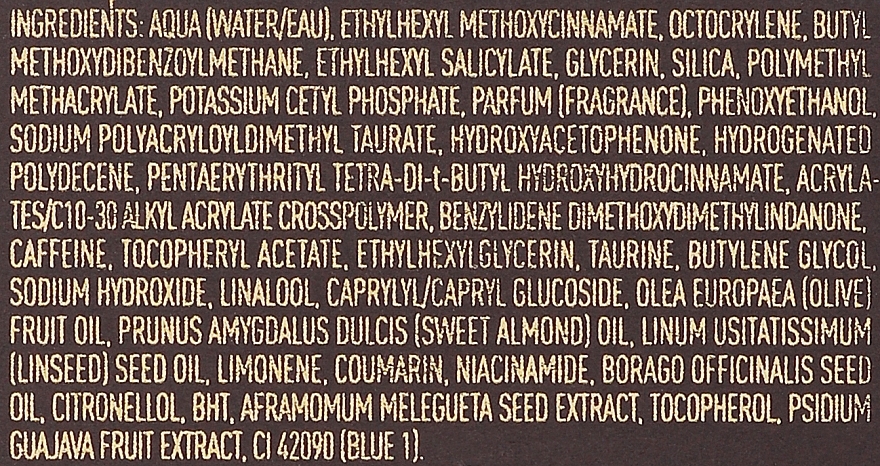 INGREDIENTS: AQUA (WATER/EAU), ETHYLHEXYL METHOXYCINNAMATE, OCTOCRYLENE, BUTYL
METHOXYDIBENZOYLMETHANE, ETHYLHEXYL SALICYLATE, GLYCERIN, SILICA, POLYMETHYL
METHACRYLATE, POTASSIUM CETYL PHOSPHATE, PARFUM (FRAGRANCE), PHENOXYETHANOL,
SODIUM POLYACRYLOYLDIMETHYL TAURATE, HYDROXYACETOPHENONE, HYDROGENATED
POLYDECENE, PENTAERYTHRITYL TETRA-DI-t-BUTYL HYDROXYHYDROCINNAMATE, ACRYLA-
TES/C10-30 ALKYL ACRYLATE CROSSPOLYMER, BENZYLIDENE DIMETHOXYDIMETHYLINDANONE,
CAFFEINE, TOCOPHERYL ACETATE, ETHYLHEXYLGLYCERIN, TAURINE, BUTYLENE GLYCOL,
SODIUM HYDROXIDE, LINALOOL, CAPRYLYL/CAPRYL GLUCOSIDE, OLEA EUROPAEA (OLIVE)
FRUIT OIL, PRUNUS AMYGDALUS DULCIS (SWEET ALMOND) OIL, LINUM USITATISSIMUM
(LINSEED) SEED OIL, LIMONENE, COUMARIN, NIACINAMIDE, BORAGO OFFICINALIS SEED
OIL, CITRONELLOL, BHT, AFRAMOMUM MELEGUETA SEED EXTRACT, TOCOPHEROL, PSIDIUM
GUAJAVA FRUIT EXTRACT, CI 42090 (BLUE 1).